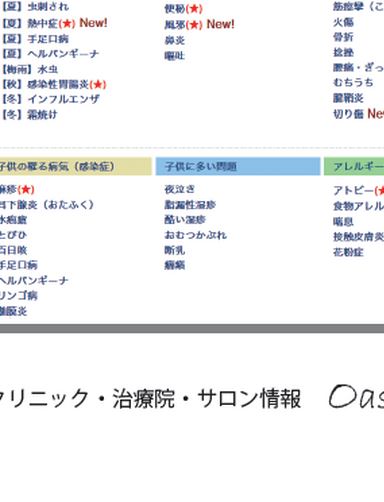 【夏】虫刺され
【夏】熱中症(★) New!
【夏】手足口病
【夏】ヘルパンギーナ
【梅雨】水虫
【秋】感染性胃腸炎(★)
【冬】インフルエンザ
【冬】霜焼け
便秘(★)
風邪(★) New!
鼻炎
嘔吐
筋痙攣（こ
火傷
骨折
捻挫
腰痛・ぎっ
むちうち
腱鞘炎
切り傷 Ne
子供の罹る病気（感染症）
麻疹(★)
耳下腺炎（おたふく）
水疱瘡
とびひ
百日咳
手足口病
ヘルパンギーナ
リンゴ病
髄膜炎
子供に多い問題
夜泣き
脂漏性湿疹
酷い湿疹
おむつかぶれ
断乳
癇癪
アレルギー
アトピー(★
食物アレル
喘息
接触皮膚炎
花粉症
クリニック・治療院・サロン情報
Oas